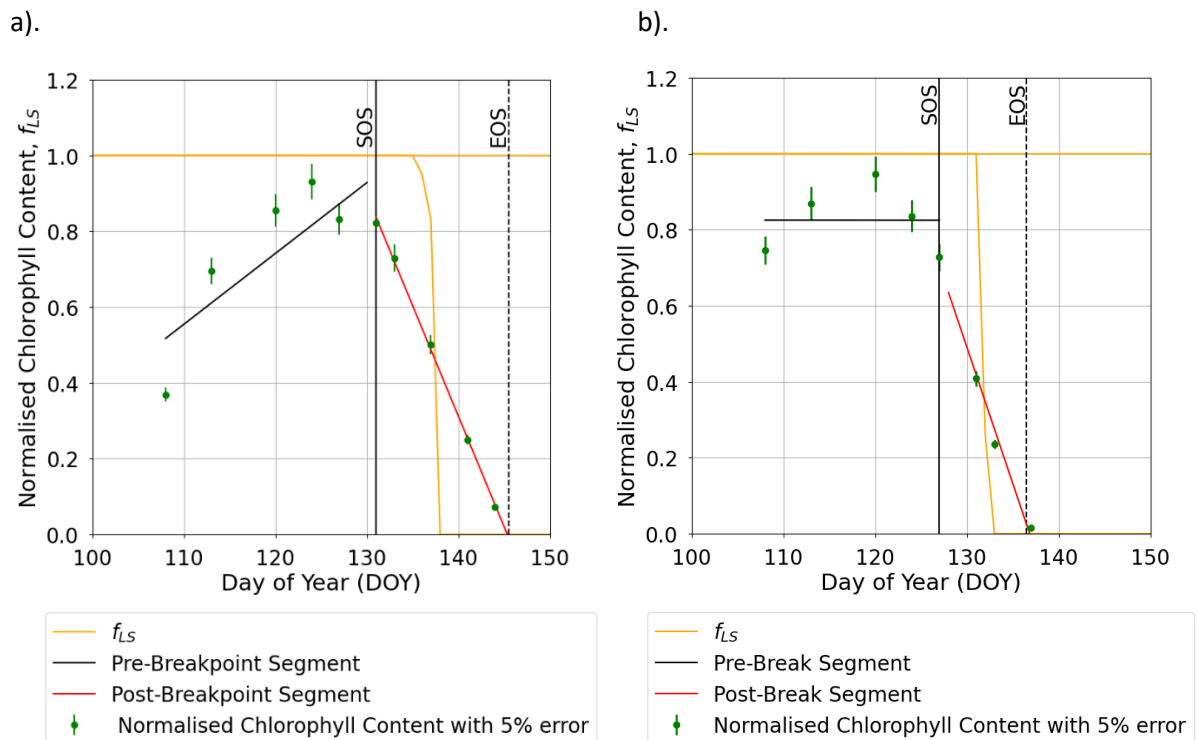 a).
b).
SOS
EOS
1.2
1.0
0.8
0.6
0.4
0.2
0.0
Normalised Chlorophyll Content, f_LS
100 110 120 130 140 150
Day of Year (DOY)
SOS
EOS
1.2
1.0
0.8
0.6
0.4
0.2
0.0
Normalised Chlorophyll Content, f_LS
100 110 120 130 140 150
Day of Year (DOY)
f_LS
Pre-Breakpoint Segment
Post-Breakpoint Segment
Normalised Chlorophyll Content with 5% error
f_LS
Pre-Break Segment
Post-Break Segment
Normalised Chlorophyll Content with 5% error